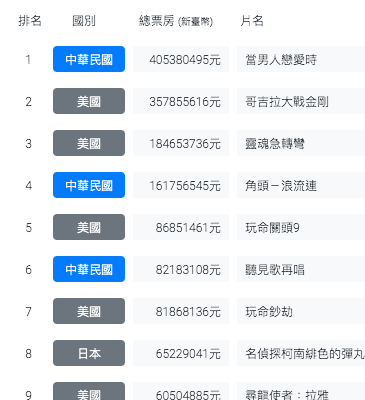 排名 國別 總票房 (新臺幣) 片名
1 中華民國 405380495元 當男人戀愛時
2 美國 357855616元 哥吉拉大戰金剛
3 美國 184653736元 靈魂急轉彎
4 中華民國 161756545元 角頭－浪流連
5 美國 86851461元 玩命關頭9
6 中華民國 82183108元 聽見歌再唱
7 美國 81868136元 玩命鈔劫
8 日本 65229041元 名偵探柯南緋色的彈丸
9 美國 60504885元 尋龍使者：拉雅